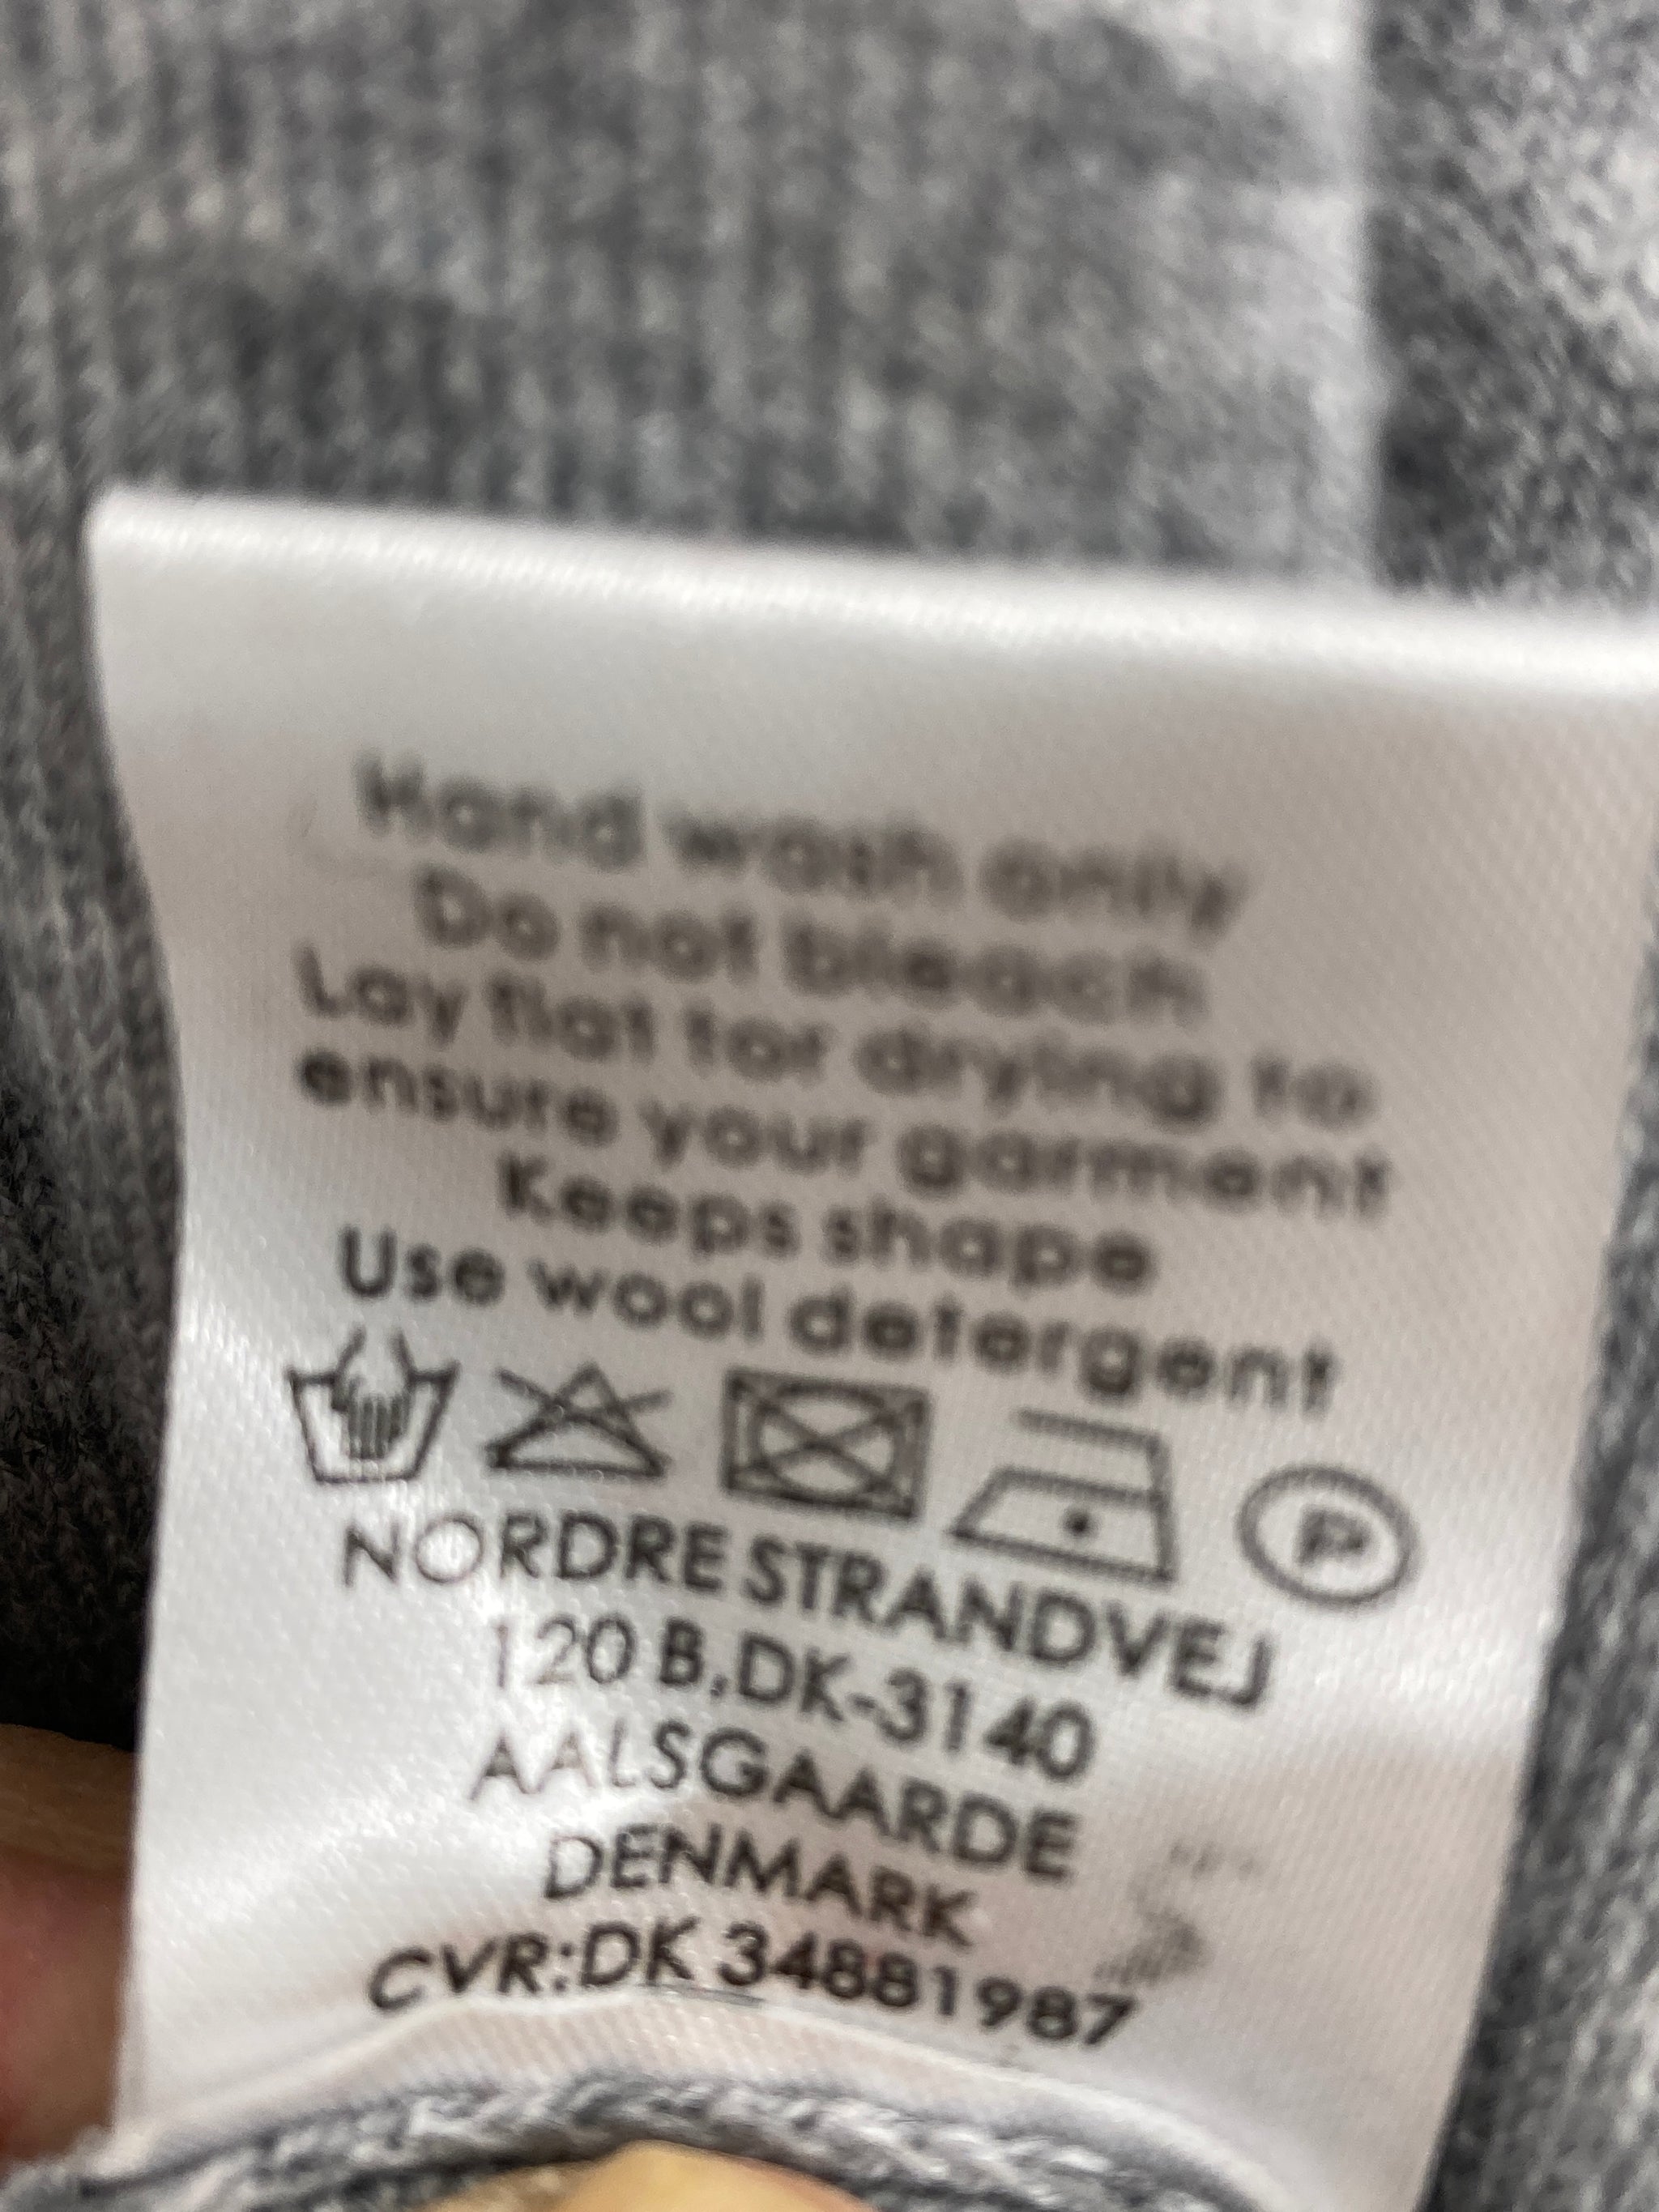 Hand wash only
Do not bleach
Lay flat for drying to
ensure your garment
Keeps shape
Use wool detergent
P
NORDRE STRANDVEJ
120 B,DK-3140
AALSGAARDE
DENMARK
CVR:DK 34881987